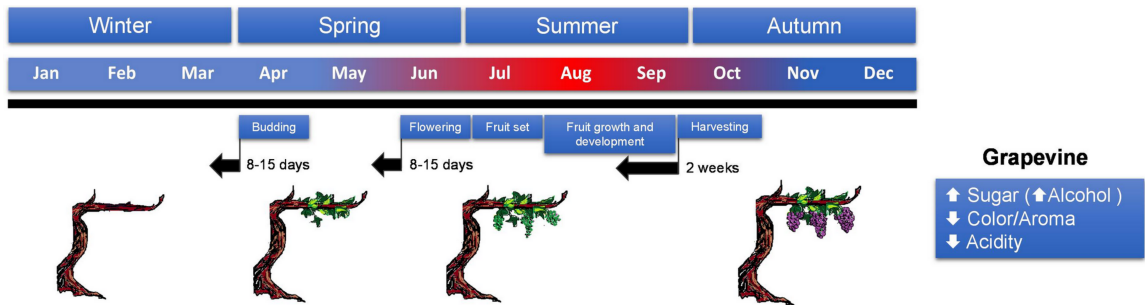 Winter Spring Summer Autumn
Jan Feb Mar Apr May Jun Jul Aug Sep Oct Nov Dec
Budding Flowering Fruit set Fruit growth and development Harvesting
8-15 days 8-15 days 2 weeks
Grapevine
⬆ Sugar (⬆Alcohol )
⬇ Color/Aroma
⬇ Acidity